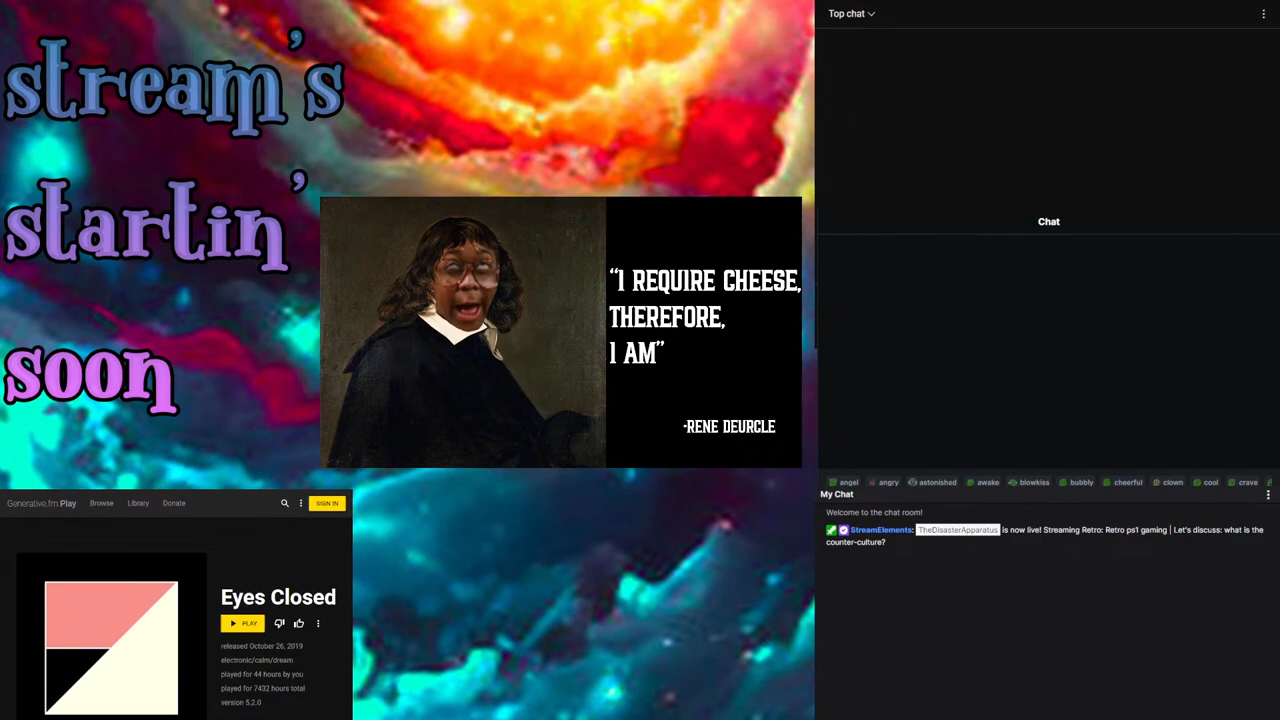 stream's
startin'
soon
"I REQUIRE CHEESE,
THEREFORE,
I AM"
-RENE DEURCLE
Generative.fm Play
Browse
Library
Donate
SIGN IN
Eyes Closed
PLAY
released October 26, 2019
electronic/calm/dream
played for 44 hours by you
played for 7432 hours total
version 5.2.0
Top chat
Chat
angel angry astonished awake blowkiss bubbly cheerful clown cool crave
My Chat
Welcome to the chat room!
StreamElements: TheDisasterApparatus is now live! Streaming Retro: Retro ps1 gaming | Let's discuss: what is the
counter-culture?